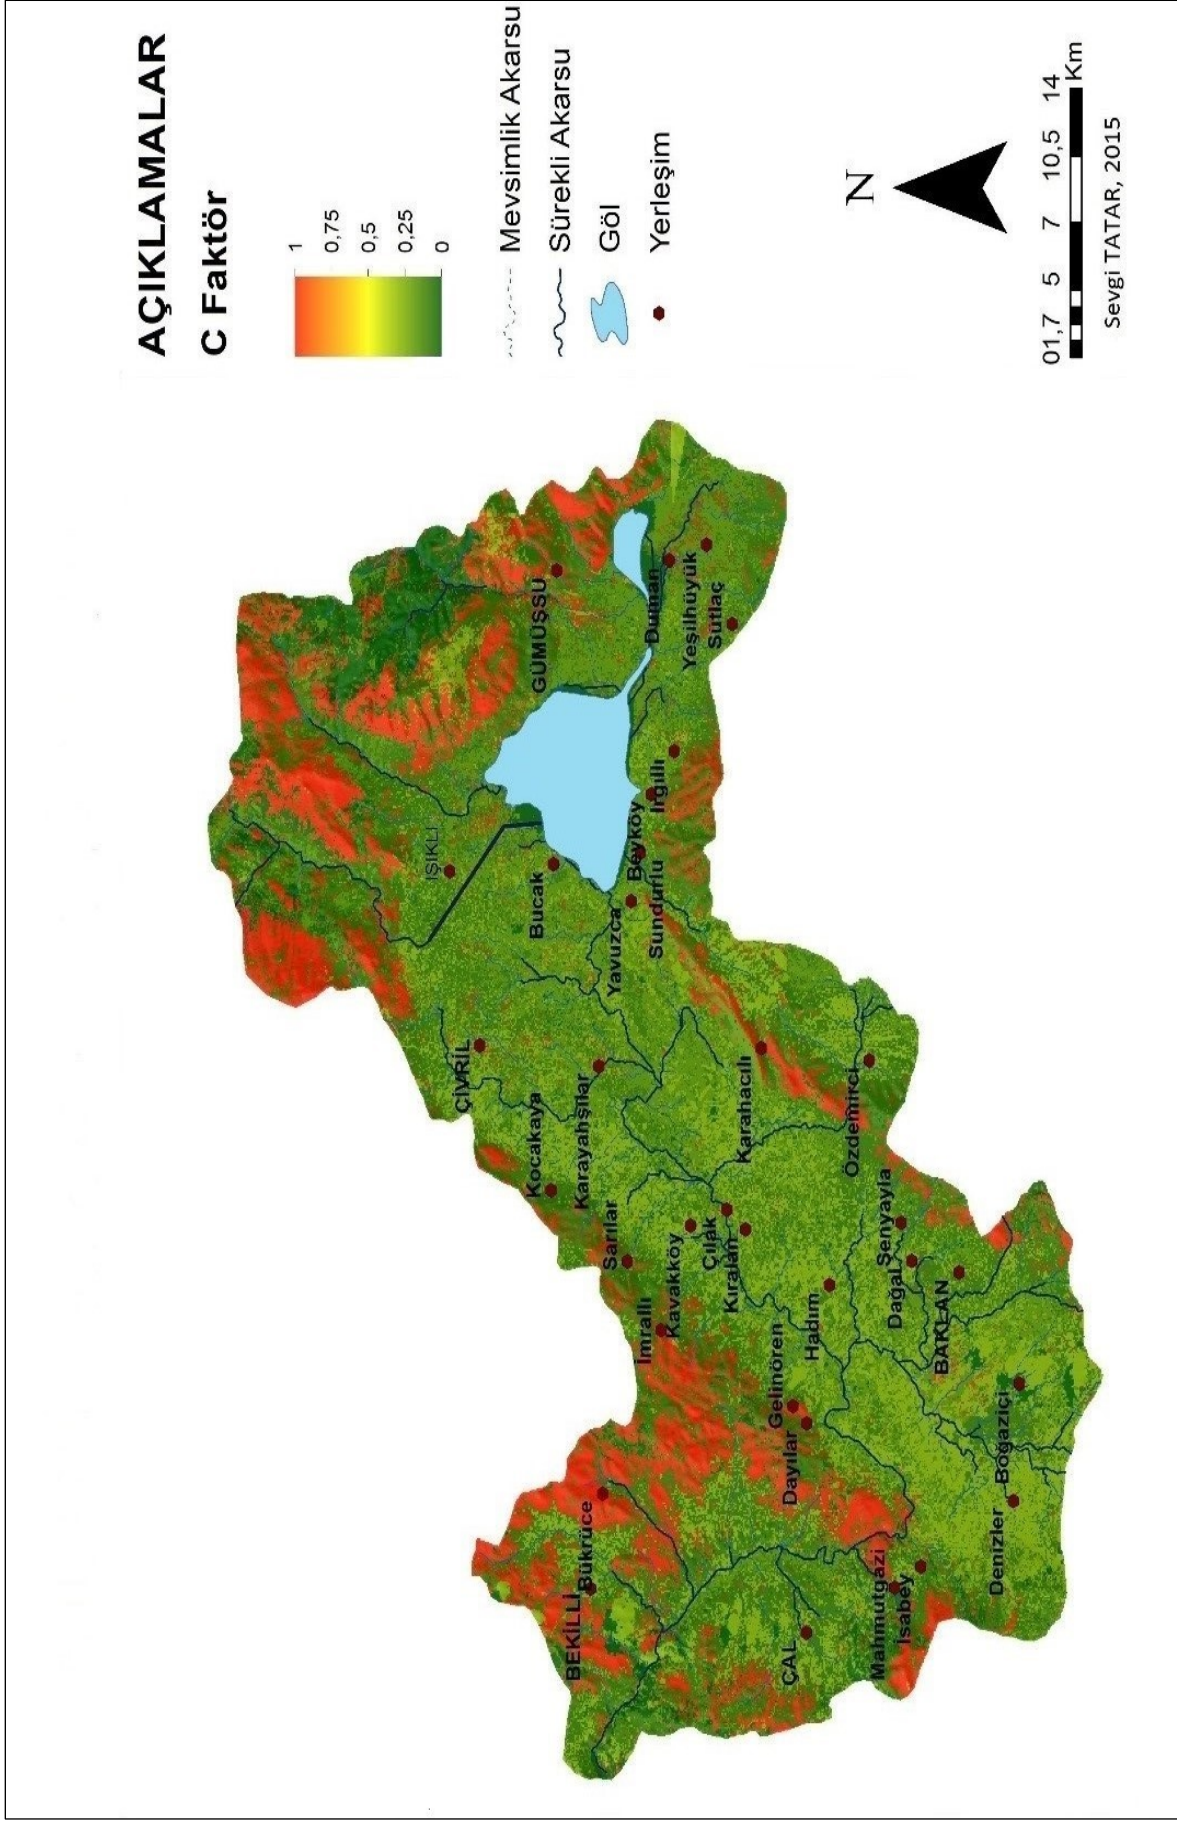 AÇIKLAMALAR
C Faktör
1
0,75
0,5
0,25
0
Mevsimlik Akarsu
Sürekli Akarsu
Göl
Yerleşim
N
01,7 5 7 10,5 14
Km
Sevgi TATAR, 2015
IŞIKLI
ÇİVRİL
GÜMÜŞSU
Bucak
Kocakaya
BEKİLLİ
Bükrüce
Karayahşılar
Sarılar
Yavuzca
Beyköy
Sundurlu
İrgıllı
Duman
Yeşilhüyük
Sütlaç
İmrallı
Kavakköy
Çılak
Kıralan
Karahacılı
Gelinören
Dayılar
Hadım
ÇAL
Özdemirci
Şenyayla
Dağal
BAKLAN
Mahmutgazi
İsabey
Denizler
Boğaziçi